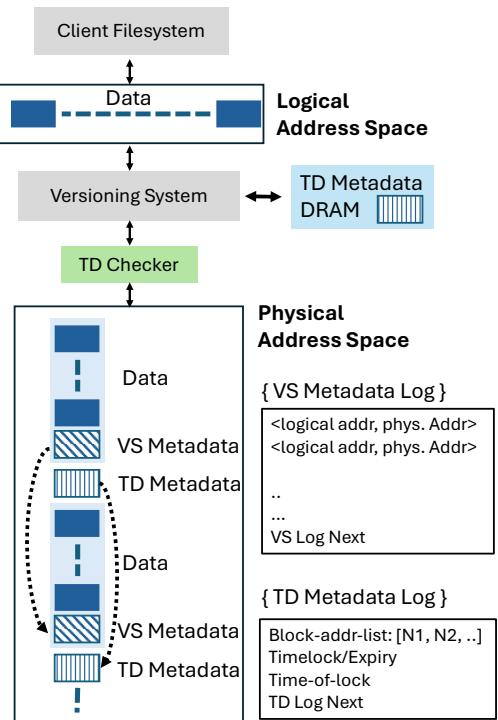 Client Filesystem
Data
Logical
Address Space
Versioning System
TD Metadata
DRAM
TD Checker
Physical
Address Space
Data
VS Metadata
TD Metadata
Data
VS Metadata
TD Metadata
{ VS Metadata Log }
<logical addr, phys. Addr>
<logical addr, phys. Addr>
..
...
VS Log Next
{ TD Metadata Log }
Block-addr-list: [N1, N2, ..]
Timelock/Expiry
Time-of-lock
TD Log Next